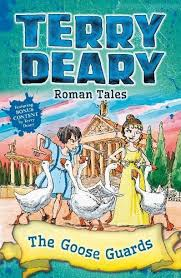 TERRY DEARY
Roman Tales
Featuring
BONUS
CONTENT
by Terry
Deary
The Goose Guards